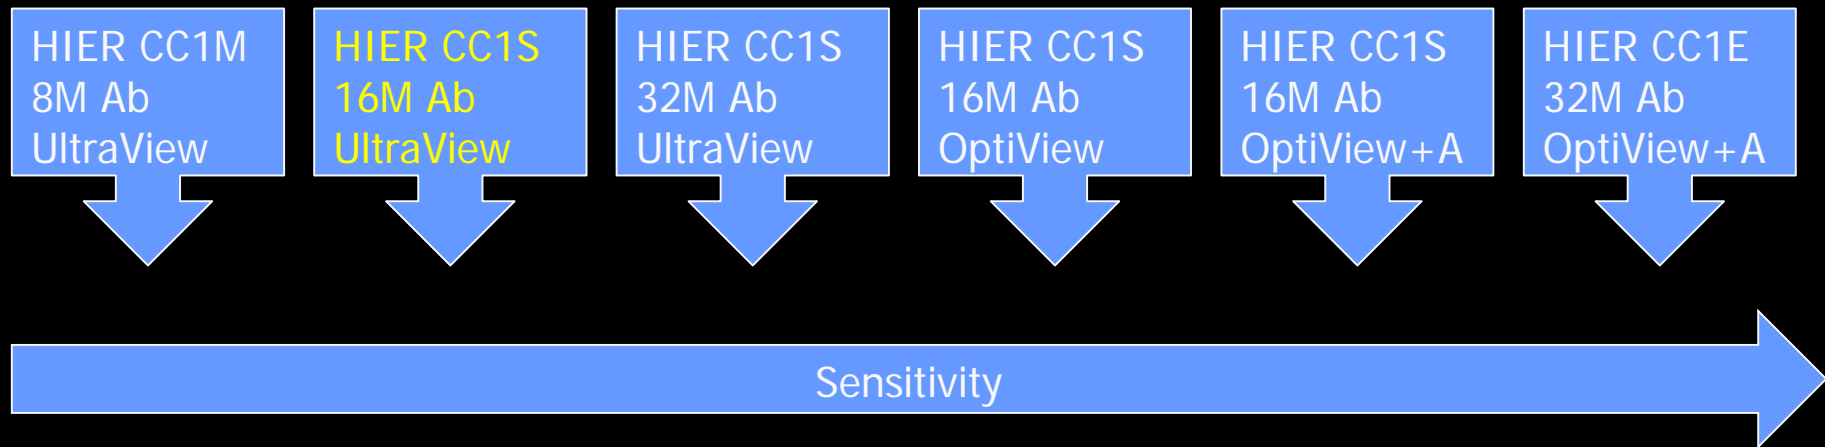 HIER CC1M
8M Ab
UltraView
HIER CC1S
16M Ab
UltraView
HIER CC1S
32M Ab
UltraView
HIER CC1S
16M Ab
OptiView
HIER CC1S
16M Ab
OptiView+A
HIER CC1E
32M Ab
OptiView+A
Sensitivity